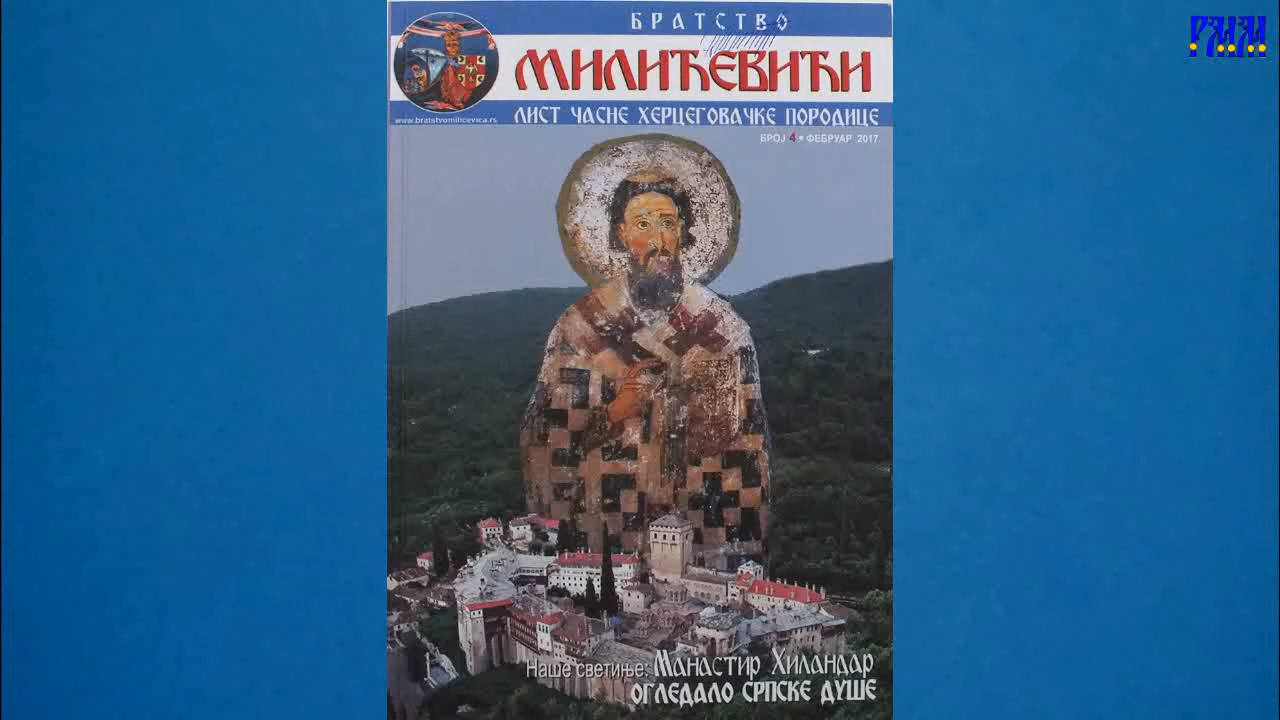 БРАТСТВО
МИЛИЋЕВИЋИ
www.bratstvomilicevica.rs
ЛИСТ ЧАСНЕ ХЕРЦЕГОВАЧКЕ ПОРОДИЦЕ
БРОЈ 4 • ФЕБРУАР 2017.
Наше светиње: Манастир Хиландар
ОГЛЕДАЛО СРПСКЕ ДУШЕ